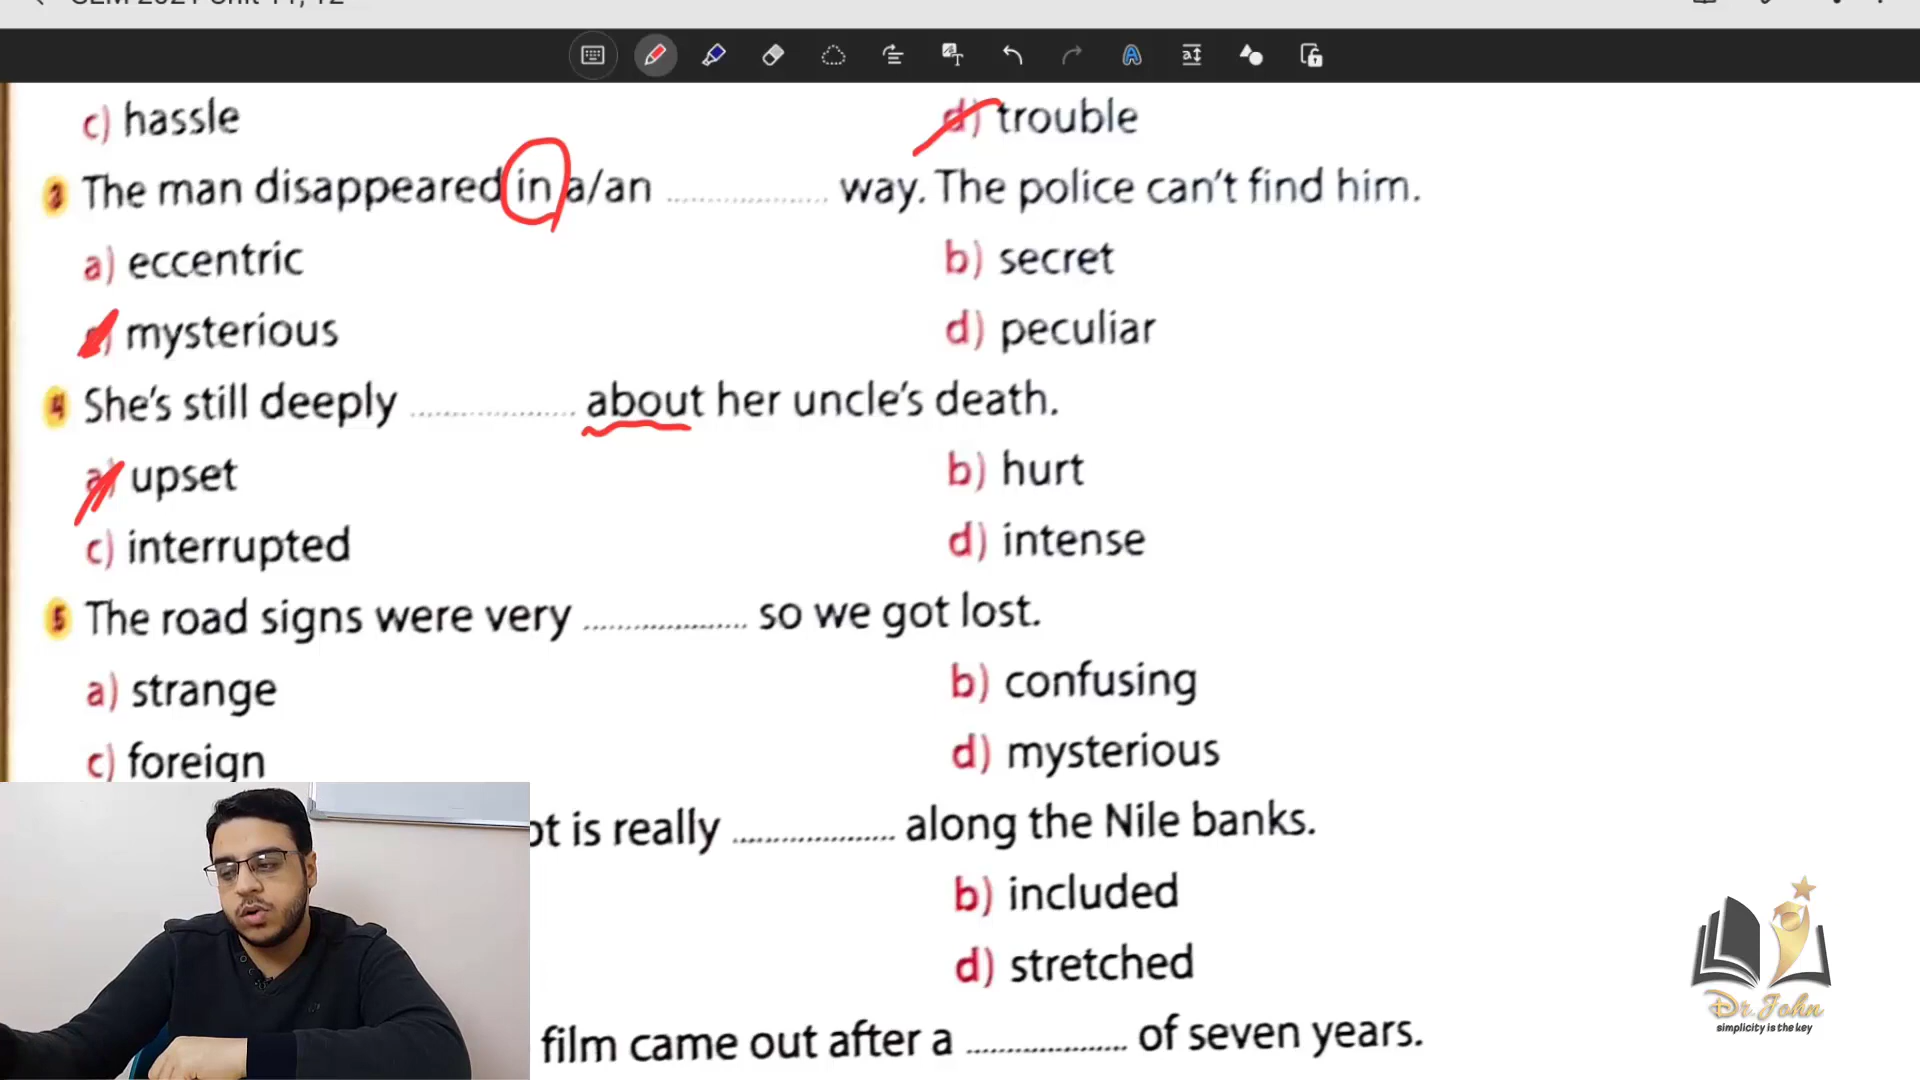 c) hassle
d) trouble
3 The man disappeared in a/an .................. way. The police can't find him.
a) eccentric
b) secret
mysterious
d) peculiar
4 She's still deeply .................. about her uncle's death.
a) upset
b) hurt
c) interrupted
d) intense
5 The road signs were very .................. so we got lost.
a) strange
b) confusing
c) foreign
d) mysterious
is really .................. along the Nile banks.
b) included
d) stretched
film came out after a .................. of seven years.
Dr John
simplicity is the key